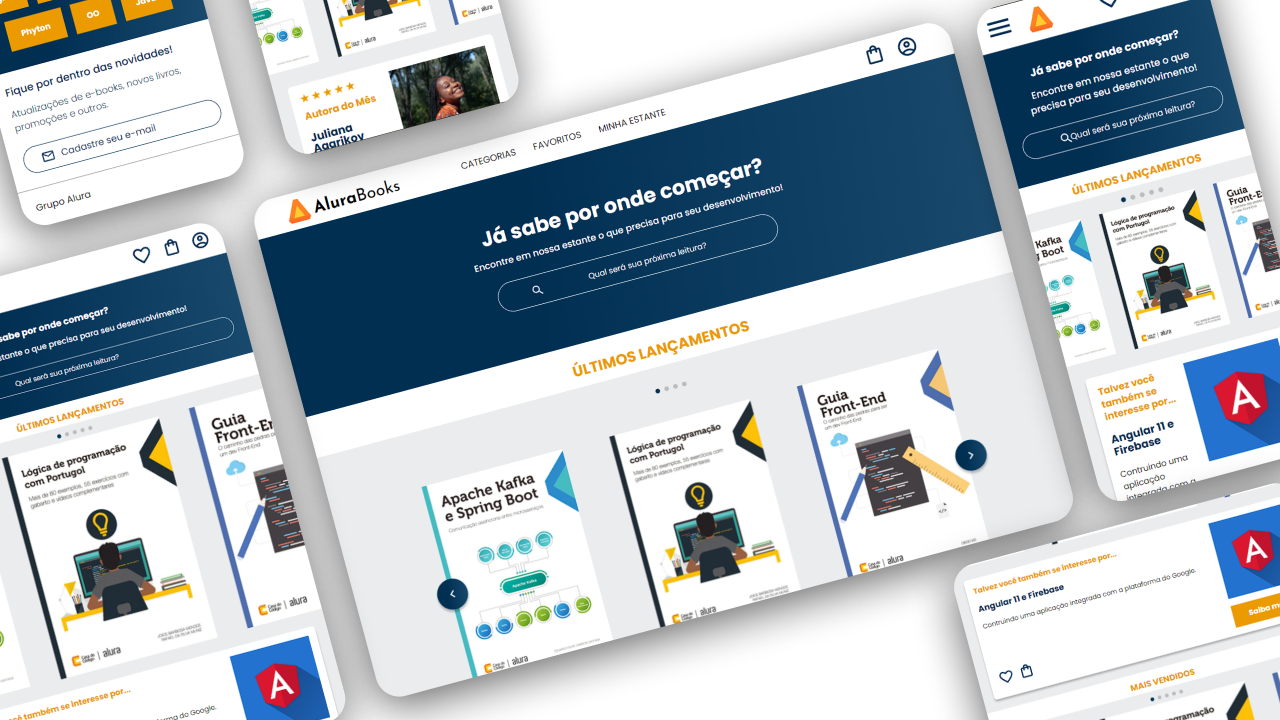 Phyton
OO
Fique por dentro das novidades!
Atualizações de e-books, novos livros,
promoções e outros.
Cadastre seu e-mail
Grupo Alura
Autora do Mês
Juliana
Agarikov
AluraBooks
CATEGORIAS
FAVORITOS
MINHA ESTANTE
Já sabe por onde começar?
Encontre em nossa estante o que precisa para seu desenvolvimento!
Qual será sua próxima leitura?
ÚLTIMOS LANÇAMENTOS
Apache Kafka
e Spring Boot
Comunicação assíncrona entre microsserviços
Apache Kafka
Casa do
Código
alura
Lógica de programação
com Portugol
Mais de 80 exemplos, 55 exercícios com
gabarito e vídeos complementares
Guia
Front-End
O caminho das pedras para ser
um dev Front-End
Casa do
Código
alura
sabe por onde começar?
estante o que precisa para seu desenvolvimento!
Qual será sua próxima leitura?
ÚLTIMOS LANÇAMENTOS
Lógica de programação
com Portugol
Mais de 80 exemplos, 55 exercícios com
gabarito e vídeos complementares
Casa do
Código
alura
Guia
Front-En
O caminho das pedras par
um dev Front-End
Casa do
Código
alura
cê também se interesse por...
ma do Google.
Já sabe por onde começar?
Encontre em nossa estante o que
precisa para seu desenvolvimento!
Qual será sua próxima leitura?
ÚLTIMOS LANÇAMENTOS
Kafka
g Boot
Lógica de programação
com Portugol
alura
Guia
Front-E
Talvez você
também se
interesse por...
Angular 11 e
Firebase
Contruindo uma
aplicação
integrada com a
Talvez você também se interesse por...
Angular 11 e Firebase
Contruindo uma aplicação integrada com a plataforma do Google.
Saiba m
MAIS VENDIDOS
Lógica de programação